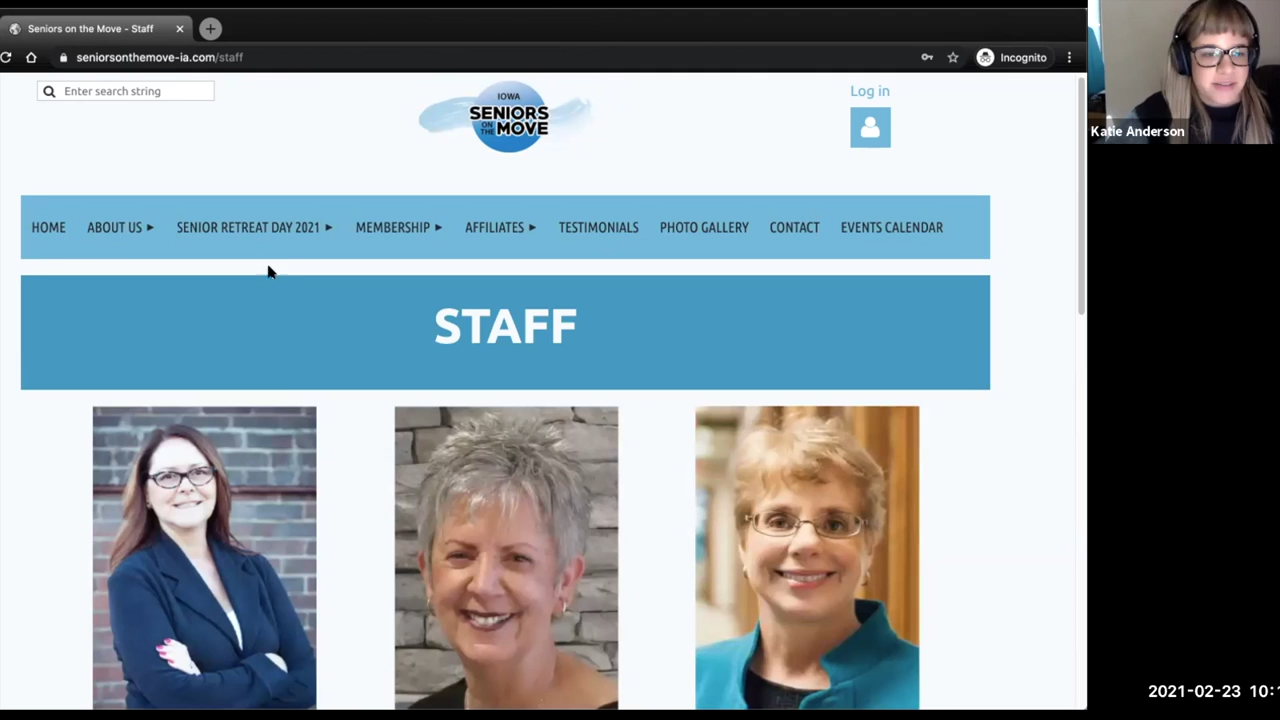 Seniors on the Move - Staff
seniorsonthemove-ia.com/staff
Incognito
Enter search string
IOWA
SENIORS
ON THE MOVE
Log in
HOME ABOUT US SENIOR RETREAT DAY 2021 MEMBERSHIP AFFILIATES TESTIMONIALS PHOTO GALLERY CONTACT EVENTS CALENDAR
STAFF
Katie Anderson
2021-02-23 10: